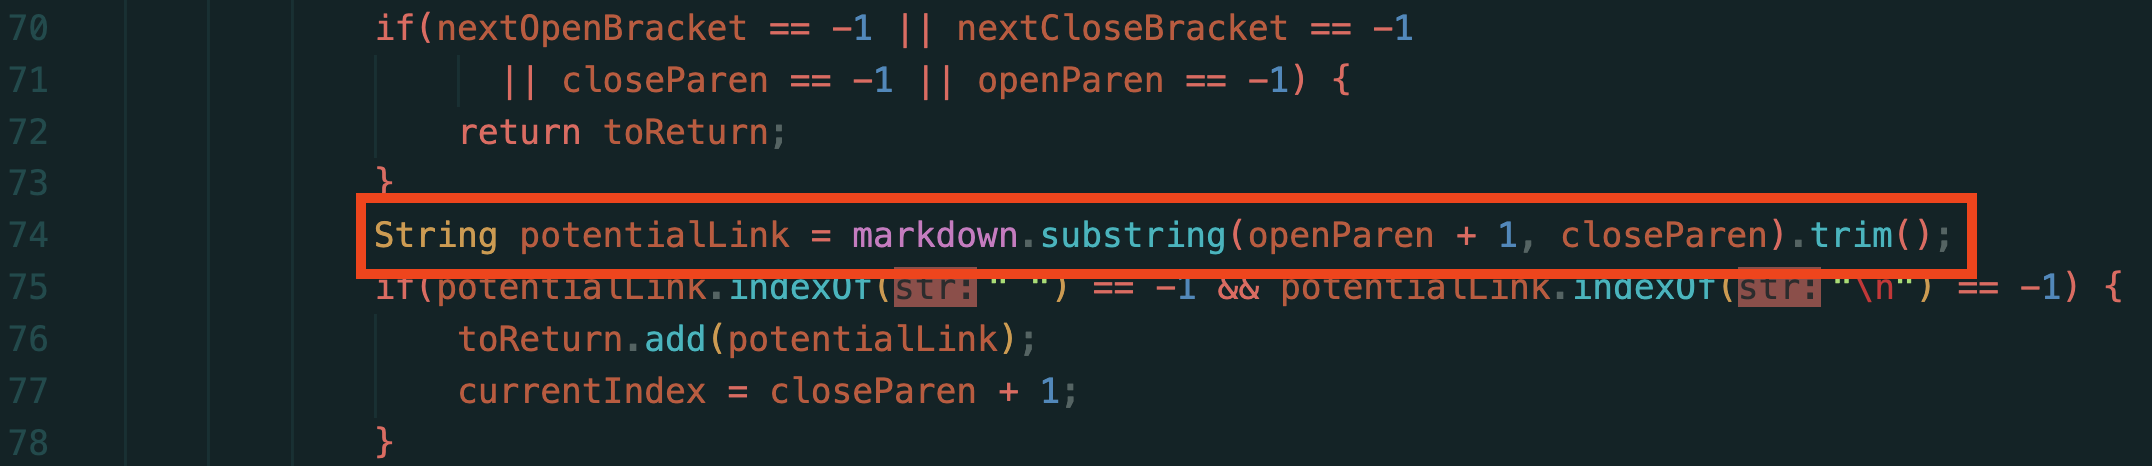 70 if(nextOpenBracket == -1 || nextCloseBracket == -1
71 || closeParen == -1 || openParen == -1) {
72 return toReturn;
73 }
74 String potentialLink = markdown.substring(openParen + 1, closeParen).trim();
75 if(potentialLink.indexOf(str: " ") == -1 && potentialLink.indexOf(str: "\n") == -1) {
76 toReturn.add(potentialLink);
77 currentIndex = closeParen + 1;
78 }